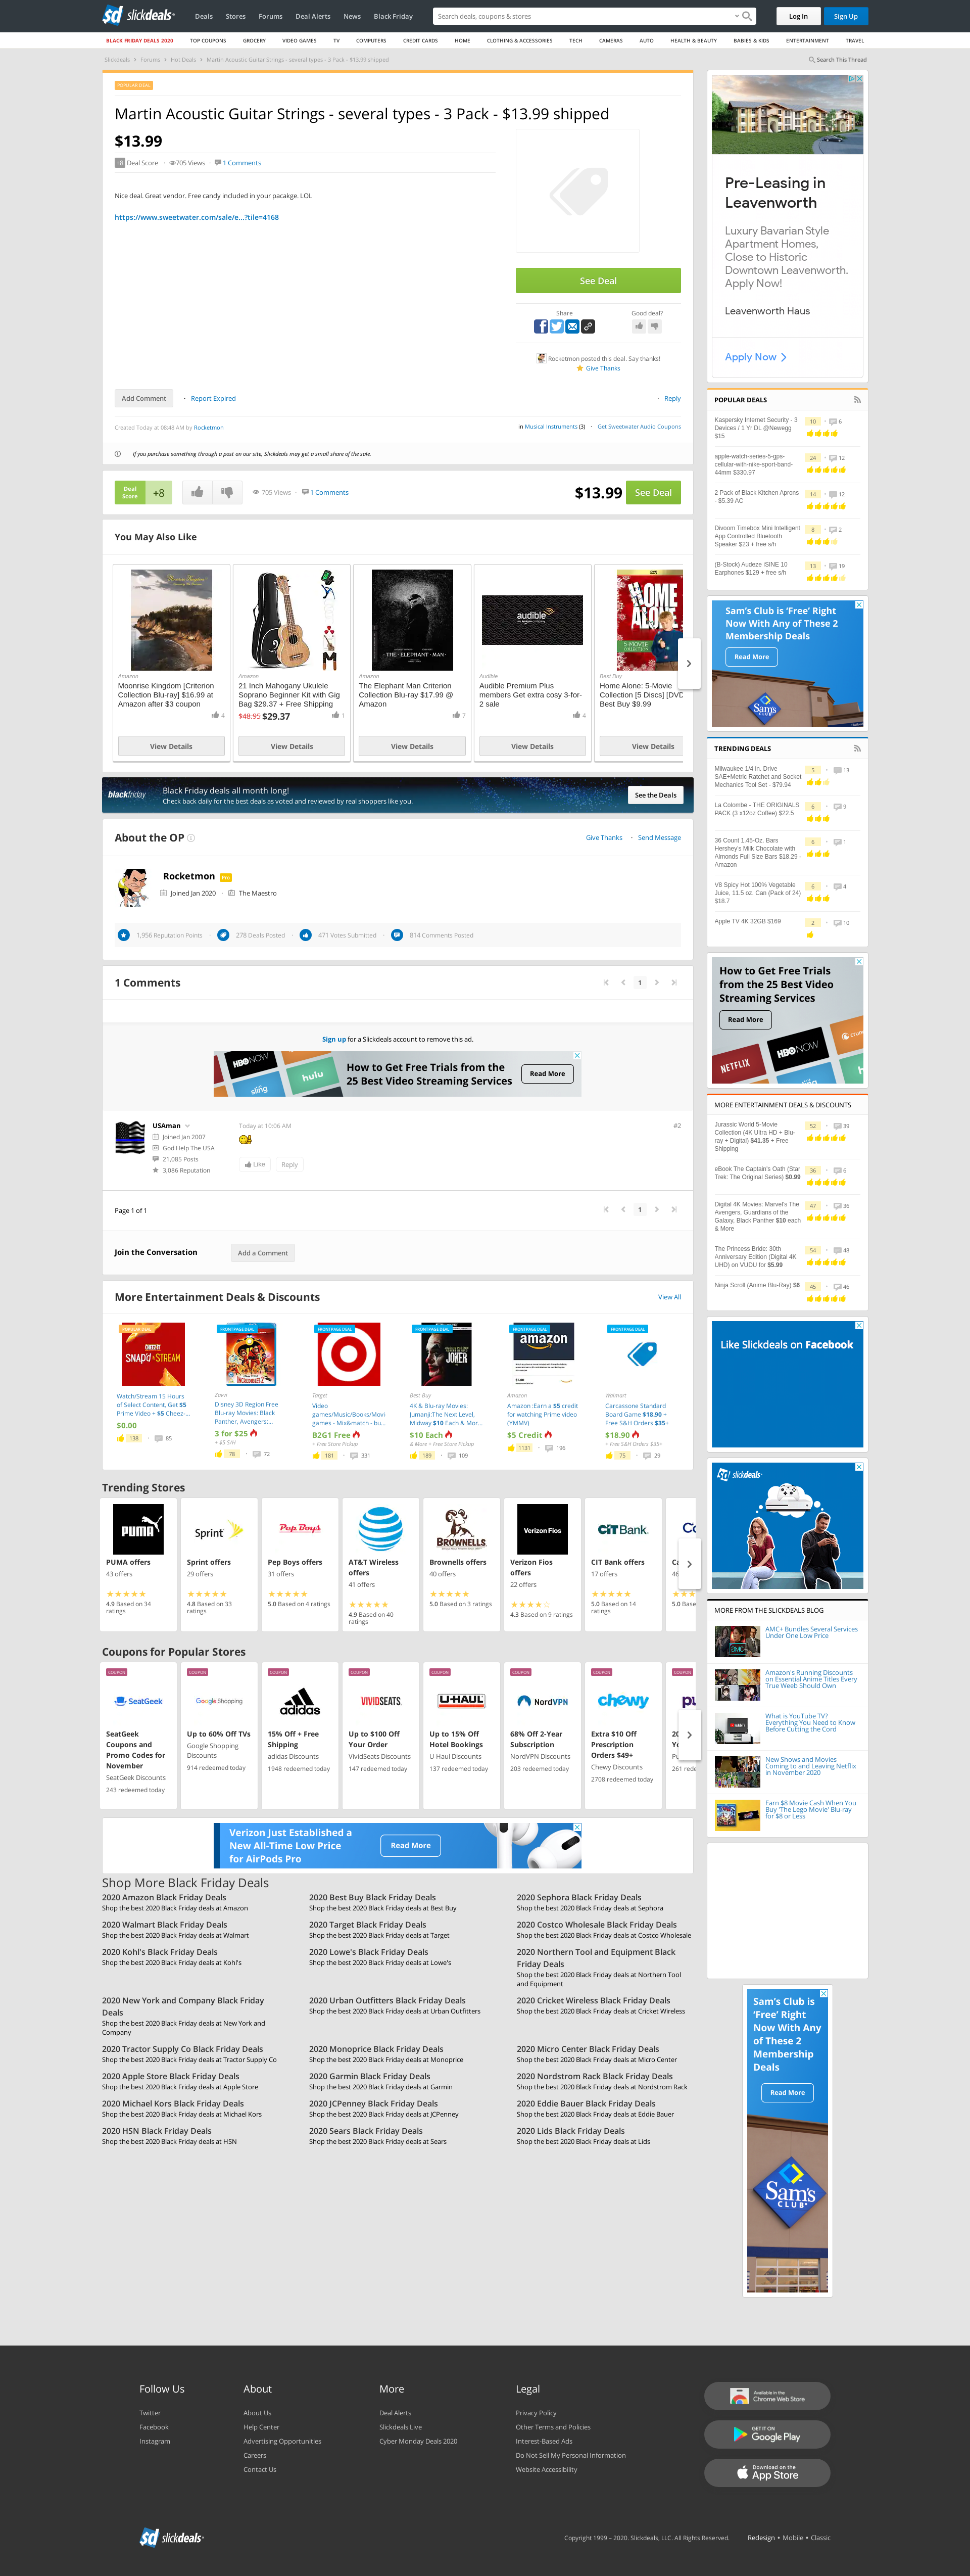 slickdeals
Deals Stores Forums Deal Alerts News Black Friday
Search deals, coupons & stores
Log In Sign Up
BLACK FRIDAY DEALS 2020 TOP COUPONS GROCERY VIDEO GAMES TV COMPUTERS CREDIT CARDS HOME CLOTHING & ACCESSORIES TECH CAMERAS AUTO HEALTH & BEAUTY BABIES & KIDS ENTERTAINMENT TRAVEL
Slickdeals Forums Hot Deals Martin Acoustic Guitar Strings - several types - 3 Pack - $13.99 shipped
Search This Thread
POPULAR DEAL
Martin Acoustic Guitar Strings - several types - 3 Pack - $13.99 shipped
$13.99
+8 Deal Score 705 Views 1 Comments
Nice deal. Great vendor. Free candy included in your pacakge. LOL
https://www.sweetwater.com/sale/e...?tile=4168
See Deal
Share Good deal?
Rocketmon posted this deal. Say thanks!
Give Thanks
Add Comment Report Expired Reply
Created Today at 08:48 AM by Rocketmon
in Musical Instruments (3) Get Sweetwater Audio Coupons
If you purchase something through a post on our site, Slickdeals may get a small share of the sale.
Deal Score +8 705 Views 1 Comments $13.99 See Deal
You May Also Like
Amazon
Moonrise Kingdom [Criterion Collection Blu-ray] $16.99 at Amazon after $3 coupon
4
View Details
Amazon
21 Inch Mahogany Ukulele Soprano Beginner Kit with Gig Bag $29.37 + Free Shipping
$48.95 $29.37 1
View Details
THE ELEPHANT MAN
Amazon
The Elephant Man Criterion Collection Blu-ray $17.99 @ Amazon
7
View Details
audible
Audible
Audible Premium Plus members Get extra cosy 3-for-2 sale
4
View Details
HOME ALONE
Best Buy
Home Alone: 5-Movie Collection [5 Discs] [DVD] Best Buy $9.99
View Details
blackfriday
Black Friday deals all month long!
Check back daily for the best deals as voted and reviewed by real shoppers like you.
See the Deals
About the OP
Give Thanks Send Message
Rocketmon Pro
Joined Jan 2020 The Maestro
1,956 Reputation Points 278 Deals Posted 471 Votes Submitted 814 Comments Posted
1 Comments
1
Sign up for a Slickdeals account to remove this ad.
HBO NOW
sling
hulu
How to Get Free Trials from the 25 Best Video Streaming Services
Read More
USAman
Joined Jan 2007
God Help The USA
21,085 Posts
3,086 Reputation
Today at 10:06 AM
#2
Like Reply
Page 1 of 1
1
Join the Conversation
Add a Comment
More Entertainment Deals & Discounts
View All
POPULAR DEAL
SNAP'D STREAM
Watch/Stream 15 Hours of Select Content, Get $5 Prime Video + $5 Cheez-...
$0.00
138 85
FRONTPAGE DEAL
Zavvi
Disney 3D Region Free Blu-ray Movies: Black Panther, Avengers:...
3 for $25
+ $5 S/H
78 72
FRONTPAGE DEAL
Target
Video games/Music/Books/Movi games - Mix&match - bu...
B2G1 Free
+ Free Store Pickup
181 331
FRONTPAGE DEAL
JOKER
Best Buy
4K & Blu-ray Movies: Jumanji:The Next Level, Midway $10 Each & Mor...
$10 Each
& More + Free Store Pickup
189 109
FRONTPAGE DEAL
amazon
Amazon
Amazon :Earn a $5 credit for watching Prime video (YMMV)
$5 Credit
1131 196
FRONTPAGE DEAL
Walmart
Carcassone Standard Board Game $18.90 + Free S&H Orders $35+
$18.90
+ Free S&H Orders $35+
75 29
Trending Stores
PUMA
PUMA offers
43 offers
4.9 Based on 34 ratings
Sprint
Sprint offers
29 offers
4.8 Based on 33 ratings
Pep Boys
Pep Boys offers
31 offers
5.0 Based on 4 ratings
AT&T Wireless offers
41 offers
4.9 Based on 40 ratings
BROWNELLS
Brownells offers
40 offers
5.0 Based on 3 ratings
Verizon Fios
Verizon Fios offers
22 offers
4.3 Based on 9 ratings
CIT BANK
CIT Bank offers
17 offers
5.0 Based on 14 ratings
5.0 Based
Coupons for Popular Stores
COUPON
SeatGeek
SeatGeek Coupons and Promo Codes for November
SeatGeek Discounts
243 redeemed today
COUPON
Google Shopping
Up to 60% Off TVs
Google Shopping Discounts
914 redeemed today
COUPON
adidas
15% Off + Free Shipping
adidas Discounts
1948 redeemed today
COUPON
VIVIDSEATS
Up to $100 Off Your Order
VividSeats Discounts
147 redeemed today
COUPON
U-HAUL
Up to 15% Off Hotel Bookings
U-Haul Discounts
137 redeemed today
COUPON
NordVPN
68% Off 2-Year Subscription
NordVPN Discounts
203 redeemed today
COUPON
chewy
Extra $10 Off Prescription Orders $49+
Chewy Discounts
2708 redeemed today
COUPON
Verizon Just Established a New All-Time Low Price for AirPods Pro
Read More
Shop More Black Friday Deals
2020 Amazon Black Friday Deals
Shop the best 2020 Black Friday deals at Amazon
2020 Best Buy Black Friday Deals
Shop the best 2020 Black Friday deals at Best Buy
2020 Sephora Black Friday Deals
Shop the best 2020 Black Friday deals at Sephora
2020 Walmart Black Friday Deals
Shop the best 2020 Black Friday deals at Walmart
2020 Target Black Friday Deals
Shop the best 2020 Black Friday deals at Target
2020 Costco Wholesale Black Friday Deals
Shop the best 2020 Black Friday deals at Costco Wholesale
2020 Kohl's Black Friday Deals
Shop the best 2020 Black Friday deals at Kohl's
2020 Lowe's Black Friday Deals
Shop the best 2020 Black Friday deals at Lowe's
2020 Northern Tool and Equipment Black Friday Deals
Shop the best 2020 Black Friday deals at Northern Tool and Equipment
2020 New York and Company Black Friday Deals
Shop the best 2020 Black Friday deals at New York and Company
2020 Urban Outfitters Black Friday Deals
Shop the best 2020 Black Friday deals at Urban Outfitters
2020 Cricket Wireless Black Friday Deals
Shop the best 2020 Black Friday deals at Cricket Wireless
2020 Tractor Supply Co Black Friday Deals
Shop the best 2020 Black Friday deals at Tractor Supply Co
2020 Monoprice Black Friday Deals
Shop the best 2020 Black Friday deals at Monoprice
2020 Micro Center Black Friday Deals
Shop the best 2020 Black Friday deals at Micro Center
2020 Apple Store Black Friday Deals
Shop the best 2020 Black Friday deals at Apple Store
2020 Garmin Black Friday Deals
Shop the best 2020 Black Friday deals at Garmin
2020 Nordstrom Rack Black Friday Deals
Shop the best 2020 Black Friday deals at Nordstrom Rack
2020 Michael Kors Black Friday Deals
Shop the best 2020 Black Friday deals at Michael Kors
2020 JCPenney Black Friday Deals
Shop the best 2020 Black Friday deals at JCPenney
2020 Eddie Bauer Black Friday Deals
Shop the best 2020 Black Friday deals at Eddie Bauer
2020 HSN Black Friday Deals
Shop the best 2020 Black Friday deals at HSN
2020 Sears Black Friday Deals
Shop the best 2020 Black Friday deals at Sears
2020 Lids Black Friday Deals
Shop the best 2020 Black Friday deals at Lids
Pre-Leasing in Leavenworth
Luxury Bavarian Style Apartment Homes, Close to Historic Downtown Leavenworth. Apply Now!
Leavenworth Haus
Apply Now
POPULAR DEALS
Kaspersky Internet Security - 3 Devices / 1 Yr DL @Newegg $15
10 6
apple-watch-series-5-gps-cellular-with-nike-sport-band-44mm $330.97
24 12
2 Pack of Black Kitchen Aprons - $5.39 AC
14 12
Divoom Timebox Mini Intelligent App Controlled Bluetooth Speaker $23 + free s/h
8 2
(B-Stock) Audeze iSINE 10 Earphones $129 + free s/h
13 19
Sam's Club is 'Free' Right Now With Any of These 2 Membership Deals
Read More
Sam's
TRENDING DEALS
Milwaukee 1/4 in. Drive SAE+Metric Ratchet and Socket Mechanics Tool Set - $79.94
5 13
La Colombe - THE ORIGINALS PACK (3 x12oz Coffee) $22.5
6 9
36 Count 1.45-Oz. Bars Hershey's Milk Chocolate with Almonds Full Size Bars $18.29 - Amazon
6 1
V8 Spicy Hot 100% Vegetable Juice, 11.5 oz. Can (Pack of 24) $18.7
6 4
Apple TV 4K 32GB $169
2 10
How to Get Free Trials from the 25 Best Video Streaming Services
Read More
NETFLIX
HBO NOW
sling
hulu
MORE ENTERTAINMENT DEALS & DISCOUNTS
Jurassic World 5-Movie Collection (4K Ultra HD + Blu-ray + Digital) $41.35 + Free Shipping
52 39
eBook The Captain's Oath (Star Trek: The Original Series) $0.99
36 6
Digital 4K Movies: Marvel's The Avengers, Guardians of the Galaxy, Black Panther $10 each & More
47 36
The Princess Bride: 30th Anniversary Edition (Digital 4K UHD) on VUDU for $5.99
54 48
Ninja Scroll (Anime Blu-Ray) $6
45 46
Like Slickdeals on Facebook
slickdeals
MORE FROM THE SLICKDEALS BLOG
AMC+ Bundles Several Services Under One Low Price
Amazon's Running Discounts on Essential Anime Titles Every True Weeb Should Own
What is YouTube TV? Everything You Need to Know Before Cutting the Cord
New Shows and Movies Coming to and Leaving Netflix in November 2020
Earn $8 Movie Cash When You Buy 'The Lego Movie' Blu-ray for $8 or Less
Sam's Club is 'Free' Right Now With Any of These 2 Membership Deals
Read More
Sam's CLUB
Follow Us
Twitter
Facebook
Instagram
About
About Us
Help Center
Advertising Opportunities
Careers
Contact Us
More
Deal Alerts
Slickdeals Live
Cyber Monday Deals 2020
Legal
Privacy Policy
Other Terms and Policies
Interest-Based Ads
Do Not Sell My Personal Information
Website Accessibility
Available in the Chrome Web Store
GET IT ON Google Play
Download on the App Store
slickdeals
Copyright 1999 – 2020. Slickdeals, LLC. All Rights Reserved. Redesign • Mobile • Classic